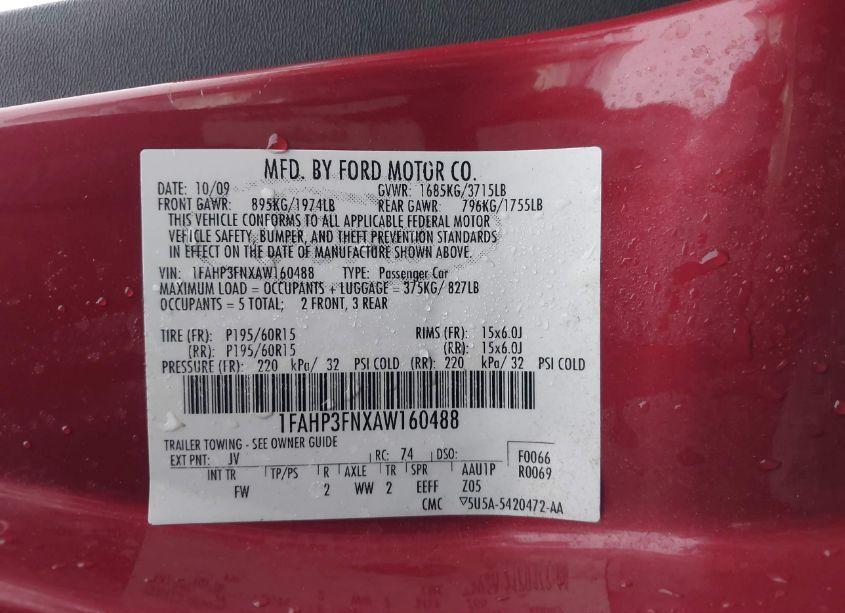 MFD. BY FORD MOTOR CO.
DATE: 10/09 GVWR: 1685KG/3715LB
FRONT GAWR: 895KG/1974LB REAR GAWR: 796KG/1755LB
THIS VEHICLE CONFORMS TO ALL APPLICABLE FEDERAL MOTOR
VEHICLE SAFETY, BUMPER, AND THEFT PREVENTION STANDARDS
IN EFFECT ON THE DATE OF MANUFACTURE SHOWN ABOVE.
VIN: 1FAHP3FNXAW160488 TYPE: Passenger Car
MAXIMUM LOAD = OCCUPANTS + LUGGAGE = 375KG/ 827LB
OCCUPANTS = 5 TOTAL; 2 FRONT, 3 REAR
TIRE (FR): P195/60R15 RIMS (FR): 15x6.0J
(RR): P195/60R15 (RR): 15x6.0J
PRESSURE (FR): 220 kPa/ 32 PSI COLD (RR): 220 kPa/ 32 PSI COLD
1FAHP3FNXAW160488
TRAILER TOWING - SEE OWNER GUIDE
EXT PNT: JV RC: 74 DSO: F0066
INT TR TP/PS R AXLE TR SPR AAU1P R0069
FW 2 WW 2 EEFF Z05
CMC ▽5U5A-5420472-AA